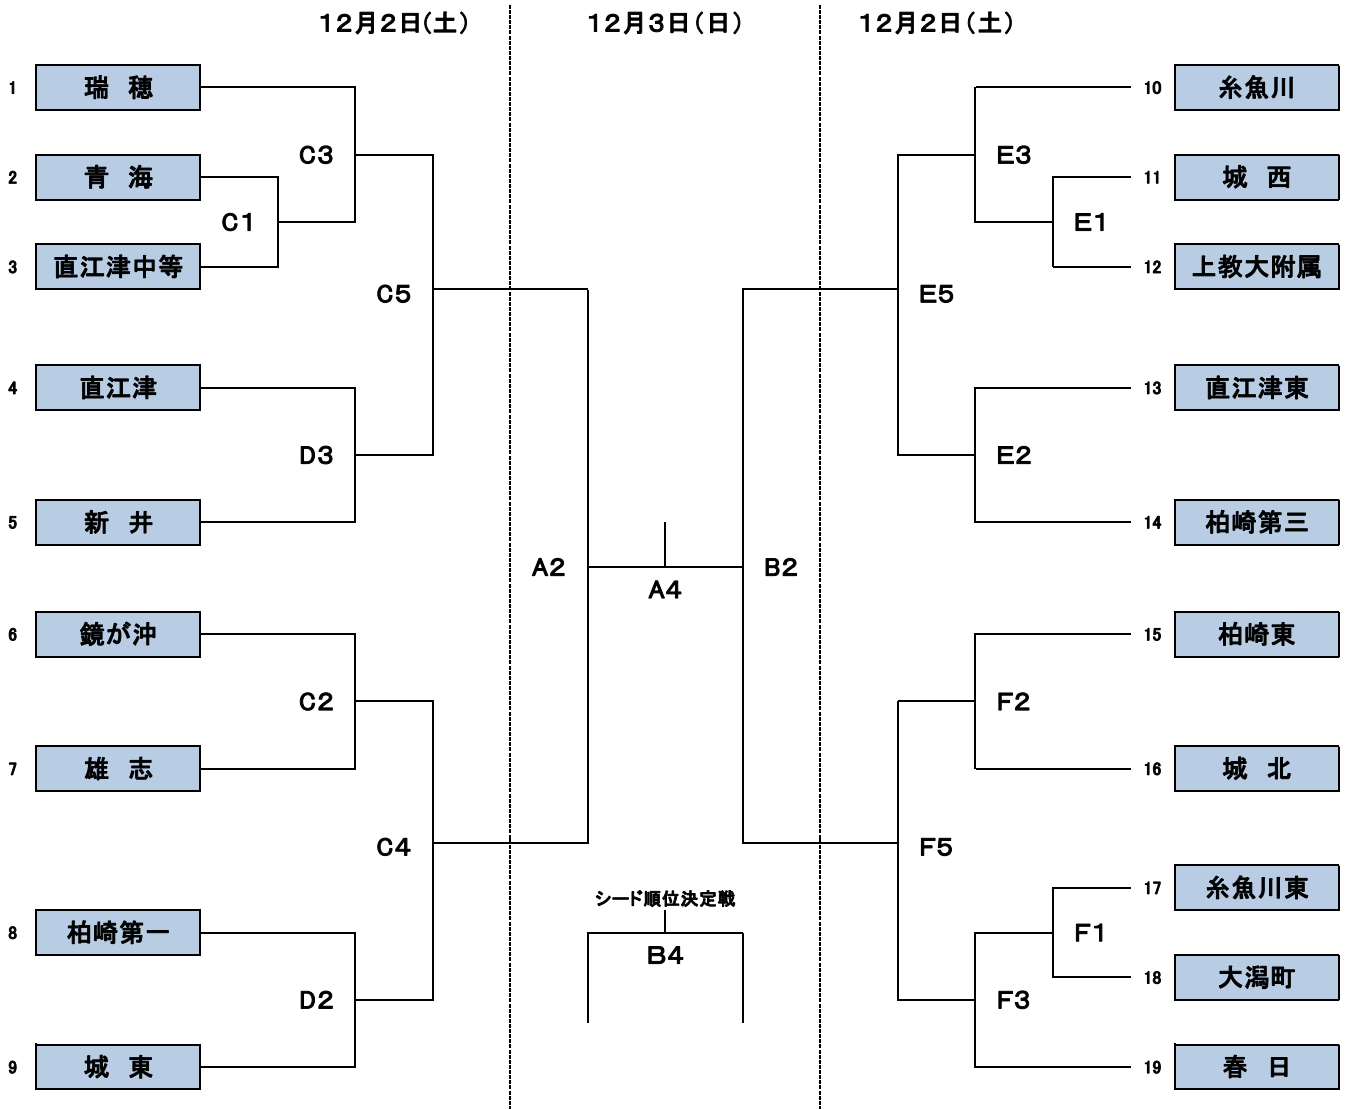 12月2日(土) 12月3日(日) 12月2日(土)
1 瑞 穂 10 糸魚川
C3 E3
2 青 海 11 城 西
C1 E1
3 直江津中等 12 上教大附属
C5 E5
4 直江津 13 直江津東
D3 E2
5 新 井 14 柏崎第三
A2 B2
A4
6 鏡が沖 15 柏崎東
C2 F2
7 雄 志 16 城 北
C4 F5
17 糸魚川東
シード順位決定戦
8 柏崎第一 F1
B4
18 大潟町
D2 F3
9 城 東 19 春 日